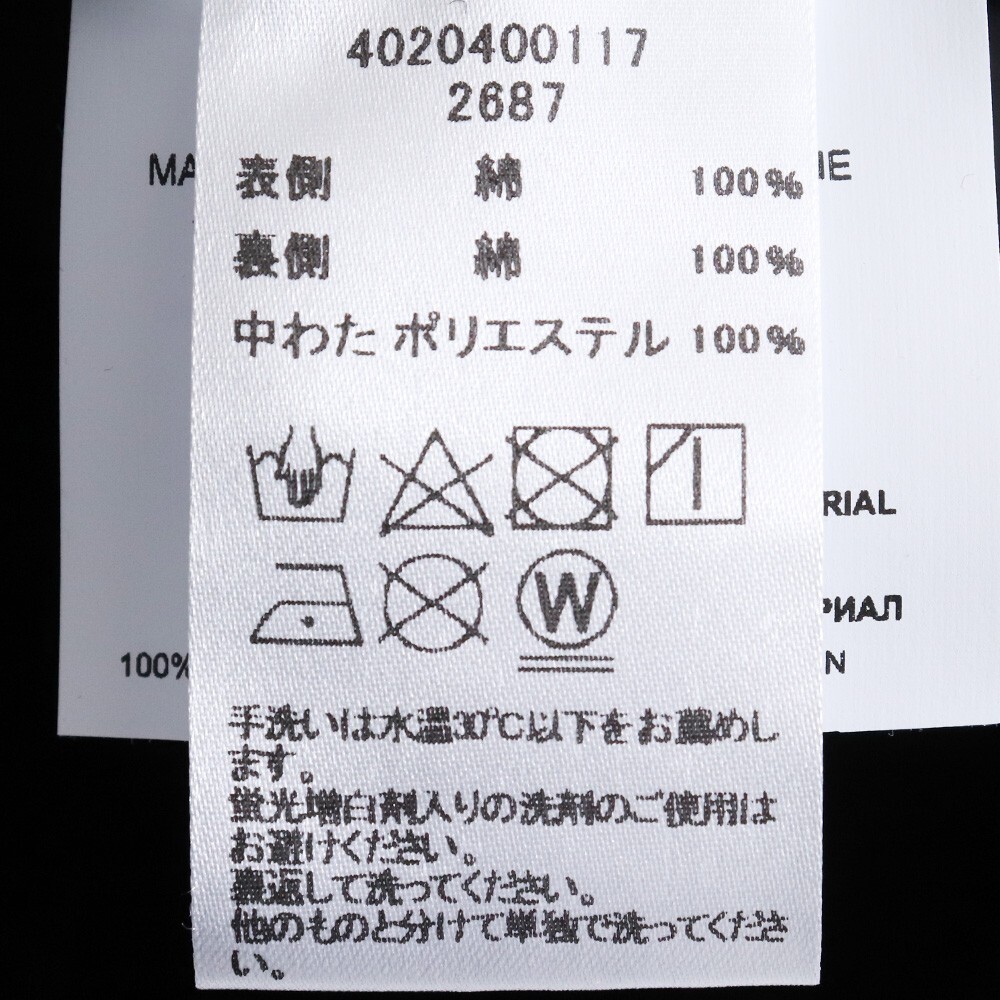 4020400117
2687
表側 綿 100%
裏側 綿 100%
中わた ポリエステル 100%
W
手洗いは水温30℃以下をお薦めし
ます。
蛍光増白剤入りの洗剤のご使用は
お避けください。
裏返して洗ってください。
他のものと分けて単独で洗ってくださ
い。
MA
IE
RIAL
РИАЛ
100%
N